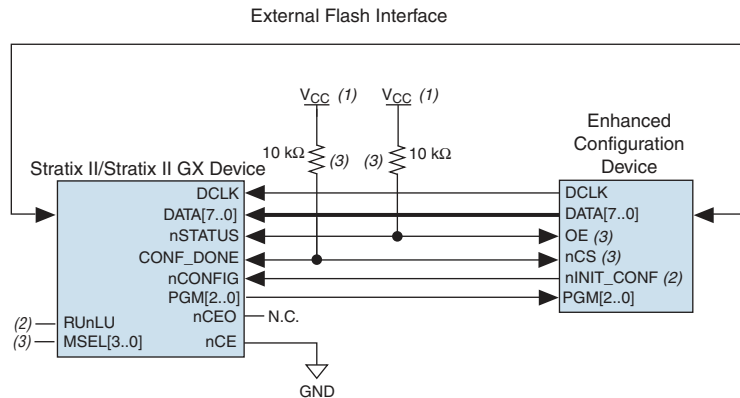 External Flash Interface
VCC (1)
VCC (1)
10 kΩ
(3)
(3)
10 kΩ
Enhanced
Configuration
Device
Stratix II/Stratix II GX Device
DCLK
DATA[7..0]
nSTATUS
CONF_DONE
nCONFIG
PGM[2..0]
nCEO
N.C.
(2)
RUnLU
(3)
MSEL[3..0]
nCE
GND
DCLK
DATA[7..0]
OE (3)
nCS (3)
nINIT_CONF (2)
PGM[2..0]